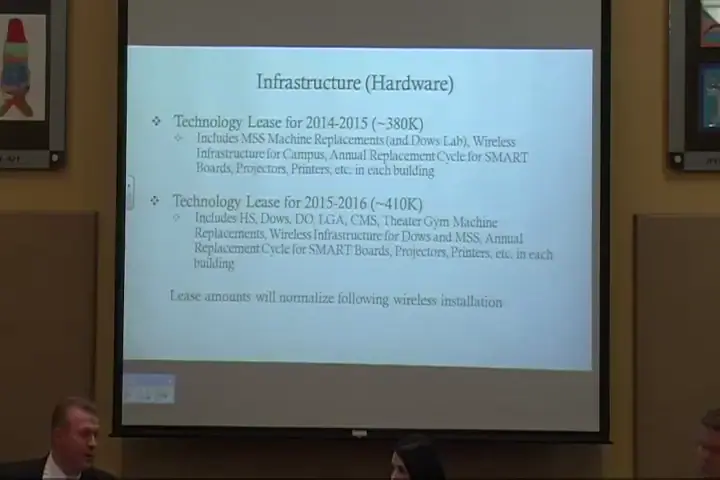 Infrastructure (Hardware)
❖ Technology Lease for 2014-2015 (~380K)
Includes MSS Machine Replacements (and Dows Lab), Wireless
Infrastructure for Campus, Annual Replacement Cycle for SMART
Boards, Projectors, Printers, etc. in each building
❖ Technology Lease for 2015-2016 (~410K)
Includes HS, Dows, DO, LGA, CMS, Theater Gym Machine
Replacements, Wireless Infrastructure for Dows and MSS, Annual
Replacement Cycle for SMART Boards, Projectors, Printers, etc. in each
building
Lease amounts will normalize following wireless installation